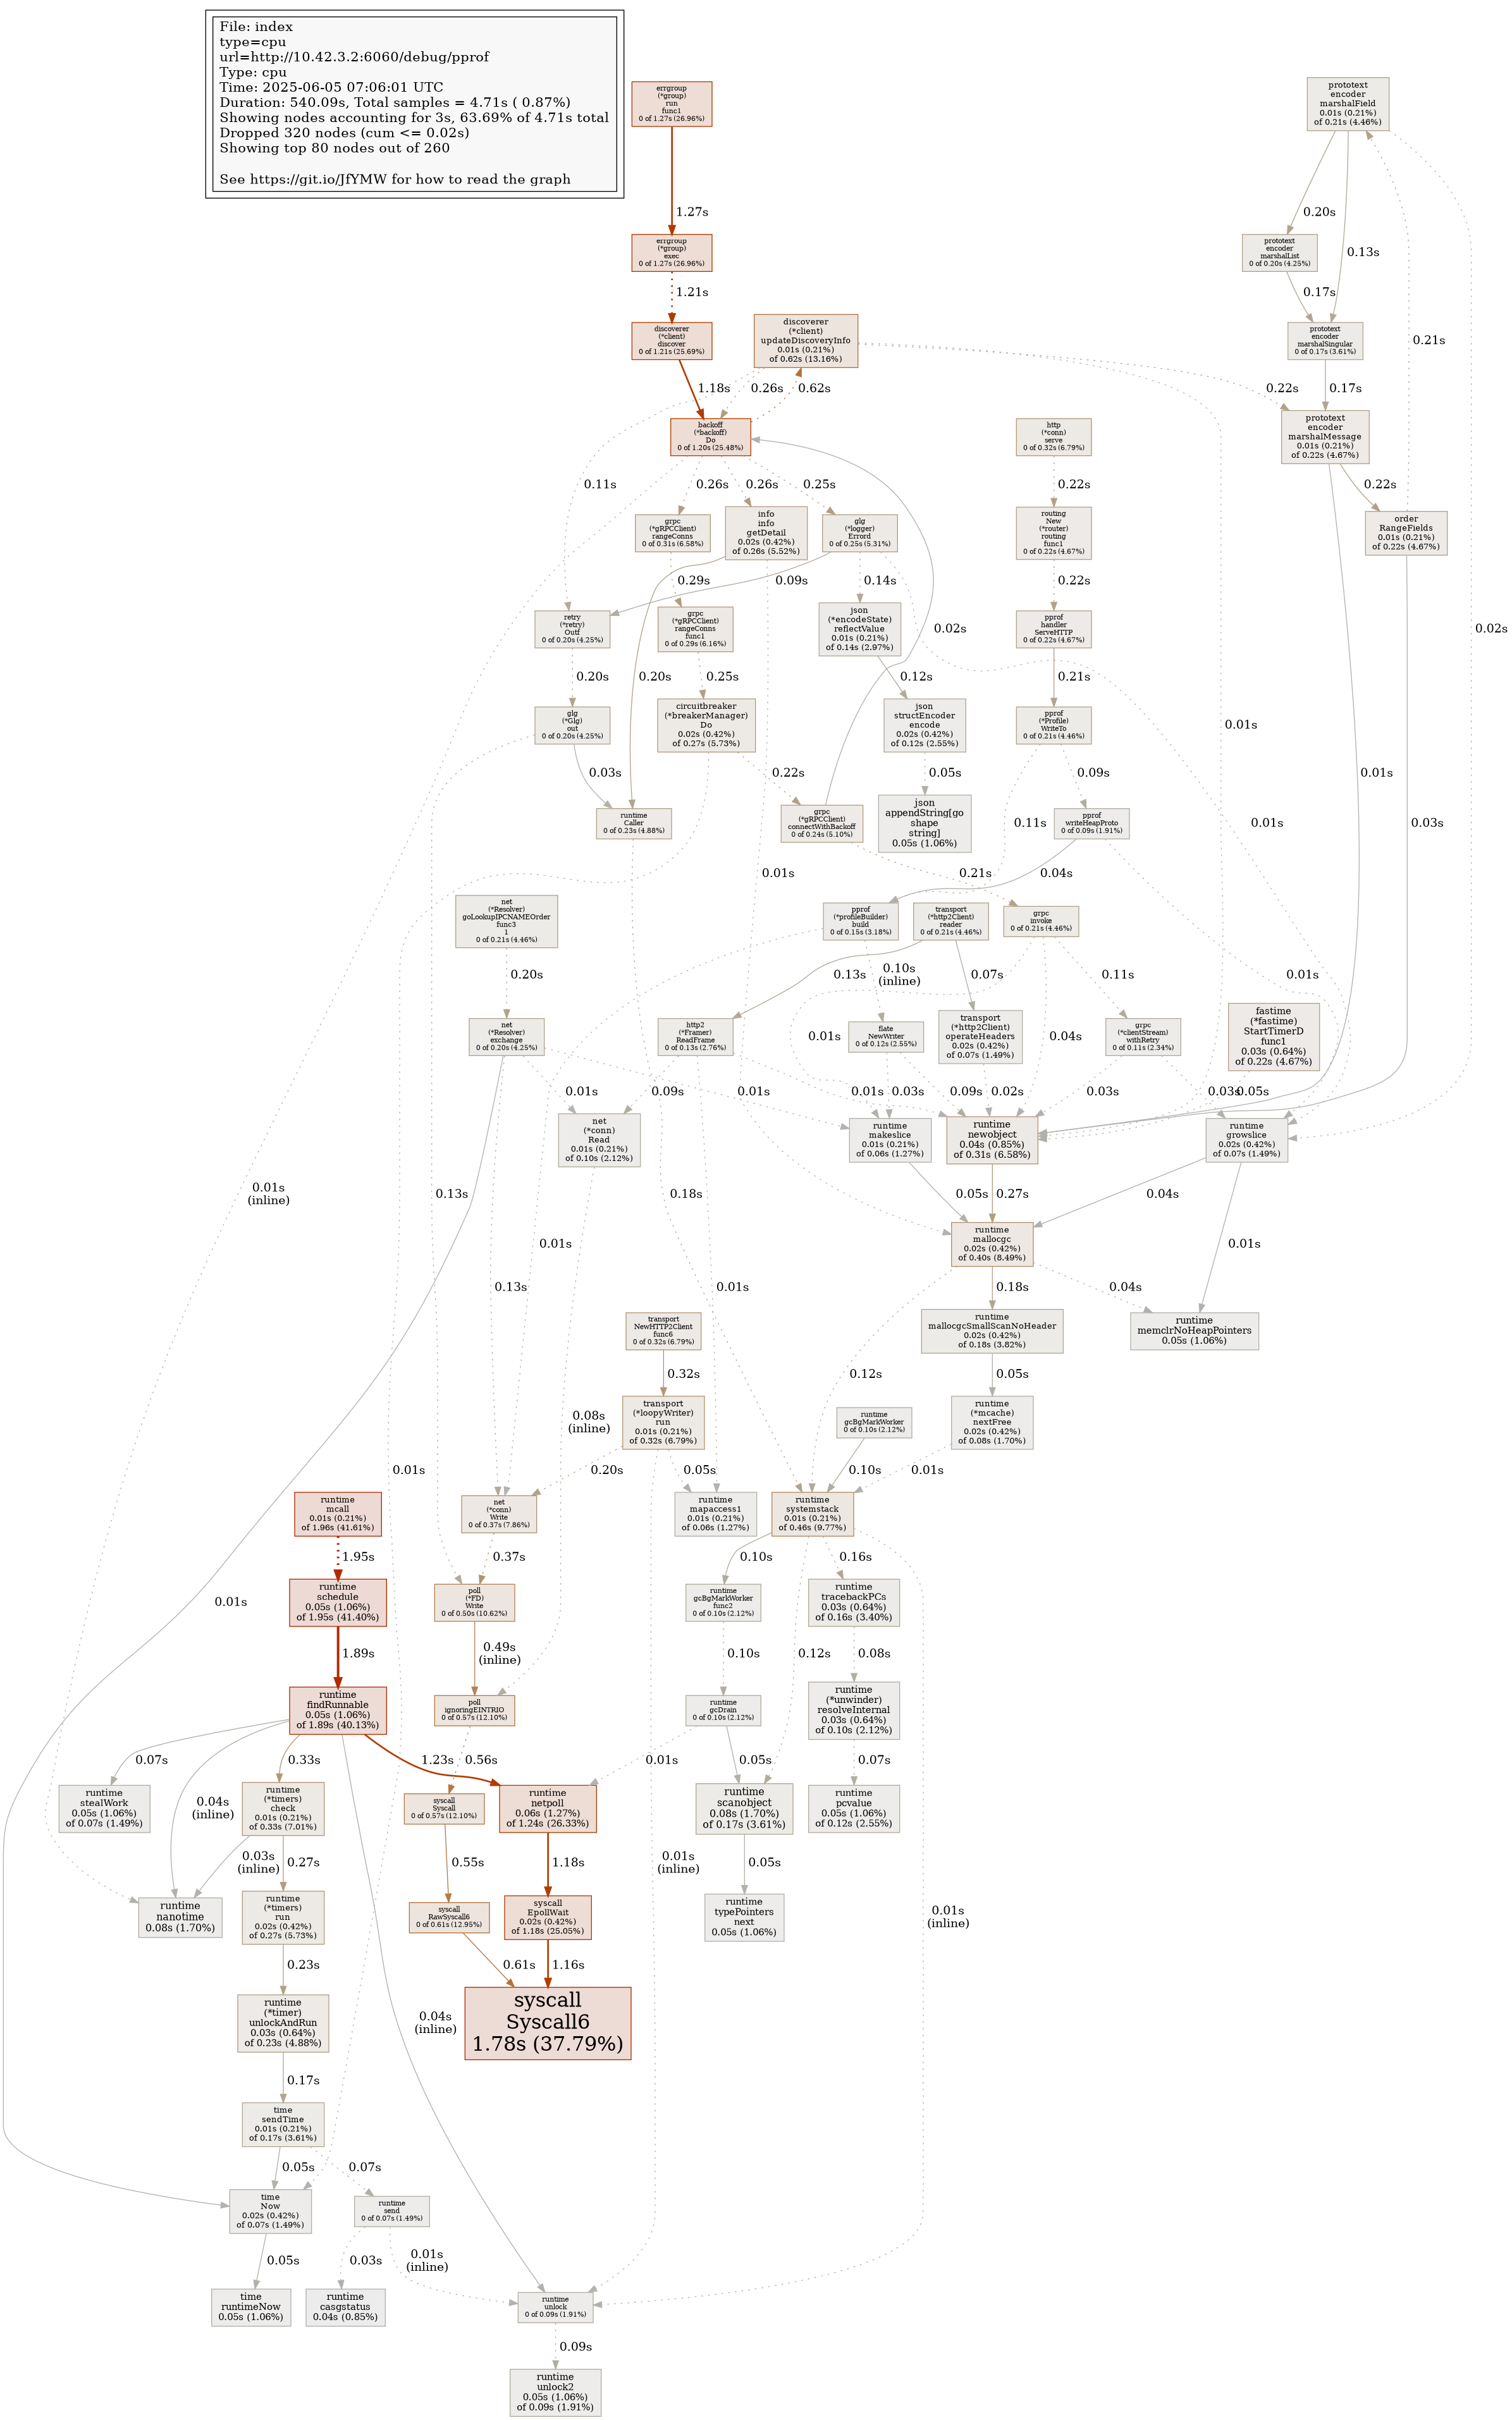 File: index
type=cpu
url=http://10.42.3.2:6060/debug/pprof
Type: cpu
Time: 2025-06-05 07:06:01 UTC
Duration: 540.09s, Total samples = 4.71s ( 0.87%)
Showing nodes accounting for 3s, 63.69% of 4.71s total
Dropped 320 nodes (cum <= 0.02s)
Showing top 80 nodes out of 260
See https://git.io/JfYMW for how to read the graph
errgroup
(*group)
run
func1
0 of 1.27s (26.96%)
prototext
encoder
marshalField
0.01s (0.21%)
of 0.21s (4.46%)
1.27s
0.20s
errgroup
(*group)
exec
0 of 1.27s (26.96%)
prototext
encoder
marshalList
0 of 0.20s (4.25%)
0.13s
1.21s
0.17s
discoverer
(*client)
discover
0 of 1.21s (25.69%)
discoverer
(*client)
updateDiscoveryInfo
0.01s (0.21%)
of 0.62s (13.16%)
prototext
encoder
marshalSingular
0 of 0.17s (3.61%)
0.21s
1.18s
0.26s
0.62s
0.22s
0.17s
backoff
(*backoff)
Do
0 of 1.20s (25.48%)
http
(*conn)
serve
0 of 0.32s (6.79%)
prototext
encoder
marshalMessage
0.01s (0.21%)
of 0.22s (4.67%)
0.11s
0.26s
0.26s
0.25s
0.22s
0.22s
grpc
(*gRPCClient)
rangeConns
0 of 0.31s (6.58%)
info
info
getDetail
0.02s (0.42%)
of 0.26s (5.52%)
glg
(*logger)
Errord
0 of 0.25s (5.31%)
routing
New
(*router)
routing
func1
0 of 0.22s (4.67%)
order
RangeFields
0.01s (0.21%)
of 0.22s (4.67%)
0.29s
0.09s
0.14s
0.22s
retry
(*retry)
Outf
0 of 0.20s (4.25%)
grpc
(*gRPCClient)
rangeConns
func1
0 of 0.29s (6.16%)
json
(*encodeState)
reflectValue
0.01s (0.21%)
of 0.14s (2.97%)
0.02s
pprof
handler
ServeHTTP
0 of 0.22s (4.67%)
0.02s
0.20s
0.20s
0.25s
0.12s
0.21s
glg
(*Glg)
out
0 of 0.20s (4.25%)
circuitbreaker
(*breakerManager)
Do
0.02s (0.42%)
of 0.27s (5.73%)
json
structEncoder
encode
0.02s (0.42%)
of 0.12s (2.55%)
pprof
(*Profile)
WriteTo
0 of 0.21s (4.46%)
0.01s
0.03s
0.22s
0.05s
0.09s
0.01s
runtime
Caller
0 of 0.23s (4.88%)
grpc
(*gRPCClient)
connectWithBackoff
0 of 0.24s (5.10%)
json
appendString[go
shape
string]
0.05s (1.06%)
0.11s
pprof
writeHeapProto
0 of 0.09s (1.91%)
0.01s
0.03s
0.01s
0.21s
0.04s
net
(*Resolver)
goLookupIPCNAMEOrder
func3
1
0 of 0.21s (4.46%)
pprof
(*profileBuilder)
build
0 of 0.15s (3.18%)
transport
(*http2Client)
reader
0 of 0.21s (4.46%)
grpc
invoke
0 of 0.21s (4.46%)
0.20s
0.13s
0.10s
(inline)
0.07s
0.11s
0.01s
net
(*Resolver)
exchange
0 of 0.20s (4.25%)
http2
(*Framer)
ReadFrame
0 of 0.13s (2.76%)
0.01s
flate
NewWriter
0 of 0.12s (2.55%)
transport
(*http2Client)
operateHeaders
0.02s (0.42%)
of 0.07s (1.49%)
0.04s
grpc
(*clientStream)
withRetry
0 of 0.11s (2.34%)
fastime
(*fastime)
StartTimerD
func1
0.03s (0.64%)
of 0.22s (4.67%)
0.01s
0.09s
0.01s
0.01s
0.03s
0.09s
0.02s
0.03s
0.03s
0.05s
net
(*conn)
Read
0.01s (0.21%)
of 0.10s (2.12%)
runtime
makeslice
0.01s (0.21%)
of 0.06s (1.27%)
runtime
newobject
0.04s (0.85%)
of 0.31s (6.58%)
runtime
growslice
0.02s (0.42%)
of 0.07s (1.49%)
0.01s
(inline)
0.13s
0.18s
0.05s
0.27s
0.04s
0.01s
0.01s
runtime
mallocgc
0.02s (0.42%)
of 0.40s (8.49%)
0.13s
0.01s
0.18s
0.04s
transport
NewHTTP2Client
func6
0 of 0.32s (6.79%)
runtime
mallocgcSmallScanNoHeader
0.02s (0.42%)
of 0.18s (3.82%)
runtime
memclrNoHeapPointers
0.05s (1.06%)
0.32s
0.12s
0.05s
0.08s
(inline)
transport
(*loopyWriter)
run
0.01s (0.21%)
of 0.32s (6.79%)
runtime
gcBgMarkWorker
0 of 0.10s (2.12%)
runtime
(*mcache)
nextFree
0.02s (0.42%)
of 0.08s (1.70%)
0.01s
0.20s
0.05s
0.10s
0.01s
runtime
mcall
0.01s (0.21%)
of 1.96s (41.61%)
net
(*conn)
Write
0 of 0.37s (7.86%)
runtime
mapaccess1
0.01s (0.21%)
of 0.06s (1.27%)
runtime
systemstack
0.01s (0.21%)
of 0.46s (9.77%)
1.95s
0.37s
0.10s
0.16s
0.01s
runtime
schedule
0.05s (1.06%)
of 1.95s (41.40%)
poll
(*FD)
Write
0 of 0.50s (10.62%)
runtime
gcBgMarkWorker
func2
0 of 0.10s (2.12%)
runtime
tracebackPCs
0.03s (0.64%)
of 0.16s (3.40%)
1.89s
0.49s
(inline)
0.10s
0.12s
0.08s
runtime
findRunnable
0.05s (1.06%)
of 1.89s (40.13%)
poll
ignoringEINTRIO
0 of 0.57s (12.10%)
runtime
gcDrain
0 of 0.10s (2.12%)
runtime
(*unwinder)
resolveInternal
0.03s (0.64%)
of 0.10s (2.12%)
0.07s
0.33s
1.23s
0.56s
0.01s
0.05s
0.07s
0.04s
(inline)
runtime
stealWork
0.05s (1.06%)
of 0.07s (1.49%)
runtime
(*timers)
check
0.01s (0.21%)
of 0.33s (7.01%)
syscall
Syscall
0 of 0.57s (12.10%)
runtime
netpoll
0.06s (1.27%)
of 1.24s (26.33%)
runtime
scanobject
0.08s (1.70%)
of 0.17s (3.61%)
runtime
pcvalue
0.05s (1.06%)
of 0.12s (2.55%)
0.03s
(inline)
0.27s
0.55s
1.18s
0.01s
(inline)
0.05s
runtime
nanotime
0.08s (1.70%)
runtime
(*timers)
run
0.02s (0.42%)
of 0.27s (5.73%)
syscall
RawSyscall6
0 of 0.61s (12.95%)
syscall
EpollWait
0.02s (0.42%)
of 1.18s (25.05%)
runtime
typePointers
next
0.05s (1.06%)
0.01s
(inline)
0.23s
0.61s
1.16s
runtime
(*timer)
unlockAndRun
0.03s (0.64%)
of 0.23s (4.88%)
0.04s
(inline)
syscall
Syscall6
1.78s (37.79%)
0.17s
time
sendTime
0.01s (0.21%)
of 0.17s (3.61%)
0.05s
0.07s
time
Now
0.02s (0.42%)
of 0.07s (1.49%)
runtime
send
0 of 0.07s (1.49%)
0.05s
0.03s
0.01s
(inline)
time
runtimeNow
0.05s (1.06%)
runtime
casgstatus
0.04s (0.85%)
runtime
unlock
0 of 0.09s (1.91%)
0.09s
runtime
unlock2
0.05s (1.06%)
of 0.09s (1.91%)